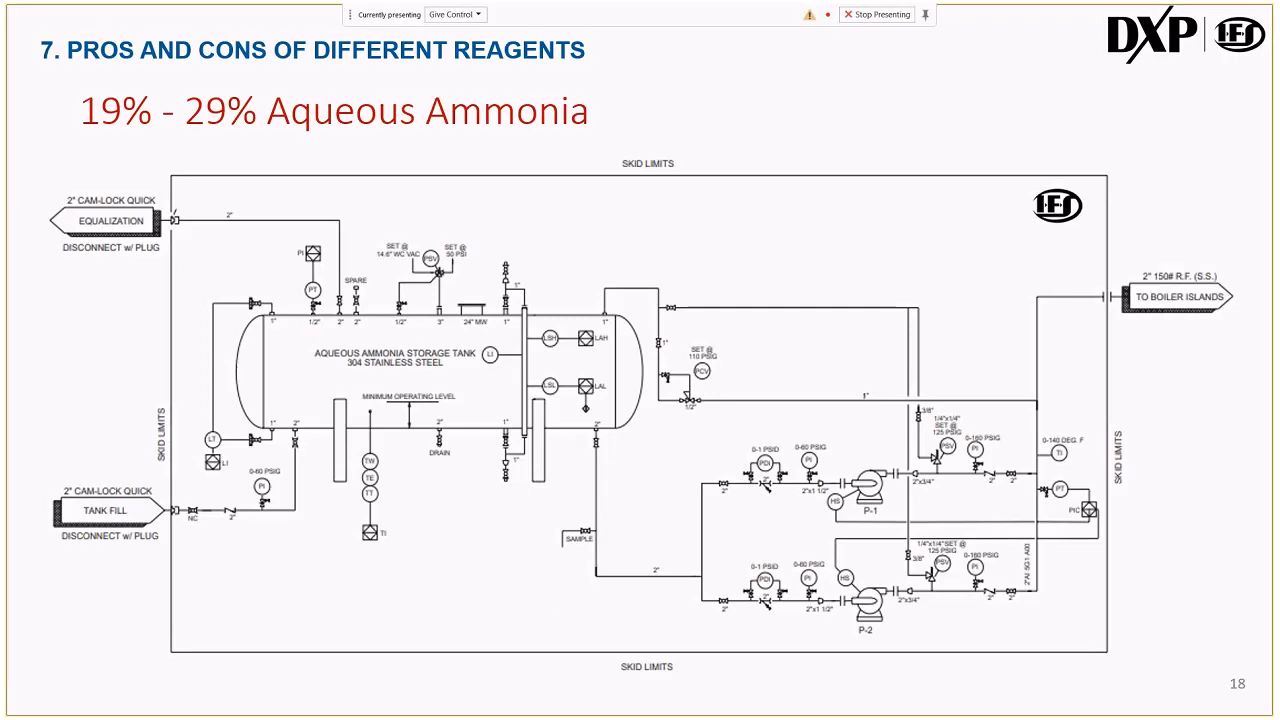 Currently presenting
Give Control
Stop Presenting
DXP
IFS
7. PROS AND CONS OF DIFFERENT REAGENTS
19% - 29% Aqueous Ammonia
SKID LIMITS
IFS
2" CAM-LOCK QUICK
EQUALIZATION
DISCONNECT w/ PLUG
2"
PI
PT
SPARE
SET @
14.6" WC VAC
PSV
SET @
50 PSI
1"
2" 150# R.F. (S.S.)
TO BOILER ISLANDS
1"
1/2"
2"
2"
1/2"
3"
24" MW
1"
1"
AQUEOUS AMMONIA STORAGE TANK
304 STAINLESS STEEL
LI
LSH
LAH
LSL
LAL
MINIMUM OPERATING LEVEL
1"
SET @
110 PSIG
PCV
1/2"
1"
SKID LIMITS
SKID LIMITS
1"
2"
2"
1"
2"
DRAIN
1"
LT
LI
0-60 PSIG
PI
TW
TE
TT
TI
2" CAM-LOCK QUICK
TANK FILL
DISCONNECT w/ PLUG
NC
2"
SAMPLE
2"
3/8"
1/4"x1/4"
SET @
125 PSIG
PSV
0-160 PSIG
PI
0-140 DEG. F
TI
0-1 PSID
PDI
0-60 PSIG
PI
2"
2"
2"x1 1/2"
HS
P-1
2"x3/4"
2"
2"
PT
PIC
0-1 PSID
PDI
0-60 PSIG
PI
2"
2"
2"x1 1/2"
HS
P-2
2"x3/4"
3/8"
1/4"x1/4"SET @
125 PSIG
PSV
0-160 PSIG
PI
2"
2"
SKID LIMITS
18